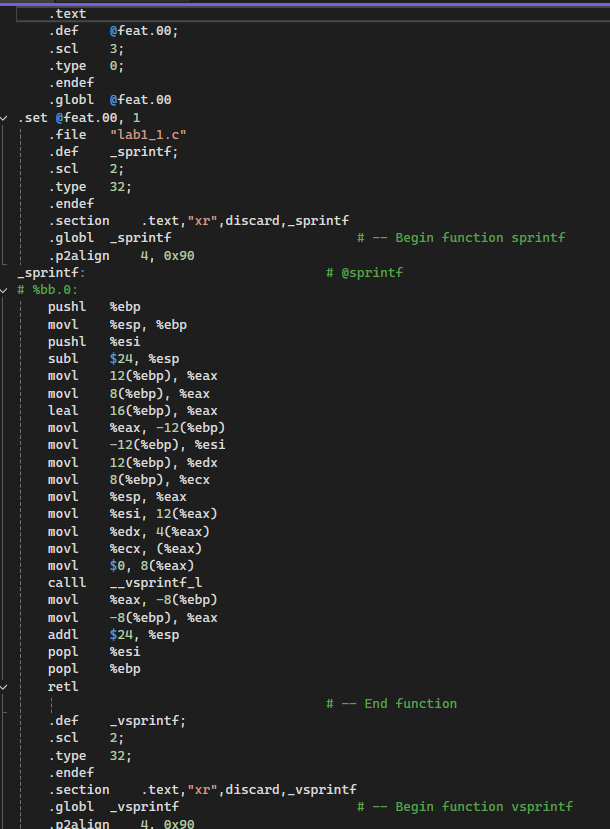 .text
.def @feat.00;
.scl 3;
.type 0;
.endef
.globl @feat.00
.set @feat.00, 1
.file "lab1_1.c"
.def _sprintf;
.scl 2;
.type 32;
.endef
.section .text,"xr",discard,_sprintf
.globl _sprintf # -- Begin function sprintf
.p2align 4, 0x90
_sprintf: # @sprintf
# %bb.0:
pushl %ebp
movl %esp, %ebp
pushl %esi
subl $24, %esp
movl 12(%ebp), %eax
movl 8(%ebp), %eax
leal 16(%ebp), %eax
movl %eax, -12(%ebp)
movl -12(%ebp), %esi
movl 12(%ebp), %edx
movl 8(%ebp), %ecx
movl %esp, %eax
movl %esi, 12(%eax)
movl %edx, 4(%eax)
movl %ecx, (%eax)
movl $0, 8(%eax)
calll __vsprintf_l
movl %eax, -8(%ebp)
movl -8(%ebp), %eax
addl $24, %esp
popl %esi
popl %ebp
retl
# -- End function
.def _vsprintf;
.scl 2;
.type 32;
.endef
.section .text,"xr",discard,_vsprintf
.globl _vsprintf # -- Begin function vsprintf
.p2align 4, 0x90